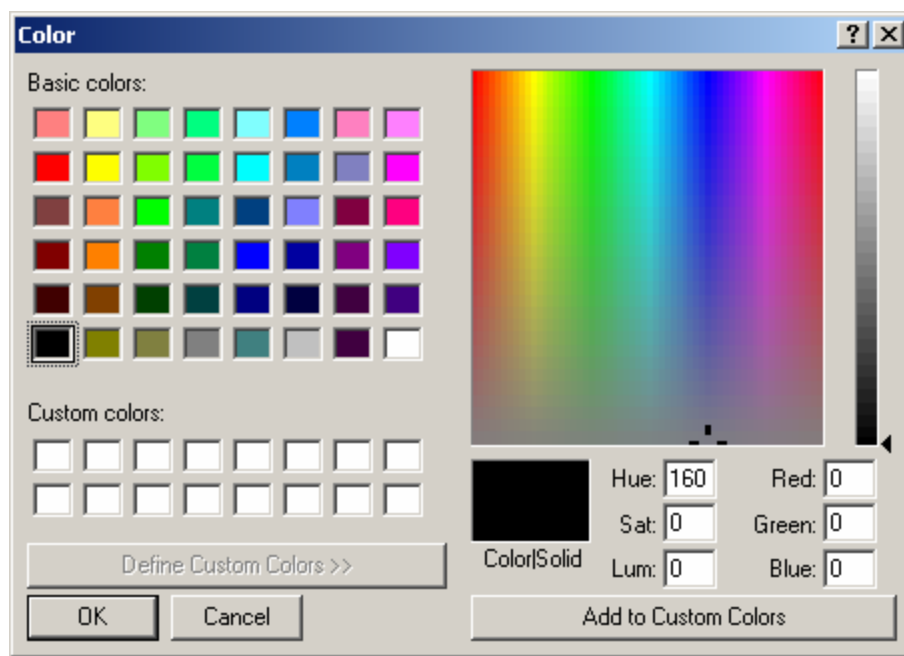 Color
Basic colors:
Custom colors:
Define Custom Colors >>
OK Cancel
Color|Solid
Hue: 160 Red: 0
Sat: 0 Green: 0
Lum: 0 Blue: 0
Add to Custom Colors